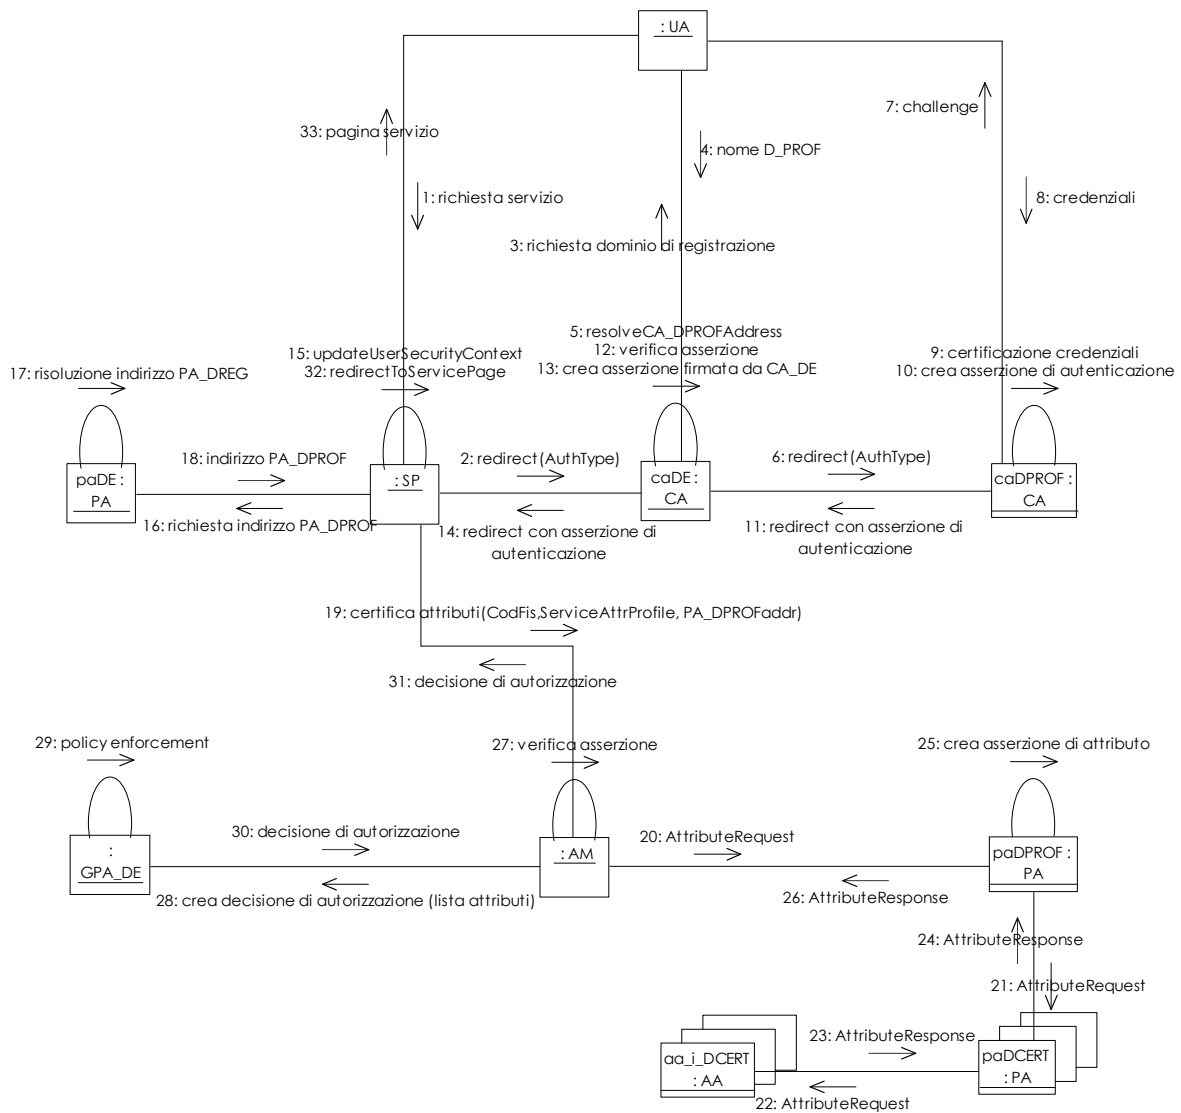 : UA
7: challenge
33: pagina servizio
4: nome D_PROF
1: richiesta servizio
8: credenziali
3: richiesta dominio di registrazione
5: resolveCA_DPROFAddress
12: verifica asserzione
13: crea asserzione firmata da CA_DE
15: updateUserSecurityContext
32: redirectToServicePage
9: certificazione credenziali
10: crea asserzione di autenticazione
17: risoluzione indirizzo PA_DREG
18: indirizzo PA_DPROF
2: redirect(AuthType)
6: redirect(AuthType)
paDE :
PA
: SP
caDE :
CA
caDPROF :
CA
16: richiesta indirizzo PA_DPROF
14: redirect con asserzione di
autenticazione
11: redirect con asserzione di
autenticazione
19: certifica attributi(CodFis,ServiceAttrProfile, PA_DPROFaddr)
31: decisione di autorizzazione
29: policy enforcement
27: verifica asserzione
25: crea asserzione di attributo
30: decisione di autorizzazione
20: AttributeRequest
:
GPA_DE
: AM
paDPROF :
PA
28: crea decisione di autorizzazione (lista attributi)
26: AttributeResponse
24: AttributeResponse
21: AttributeRequest
23: AttributeResponse
aa_i_DCERT
: AA
paDCERT
: PA
22: AttributeRequest